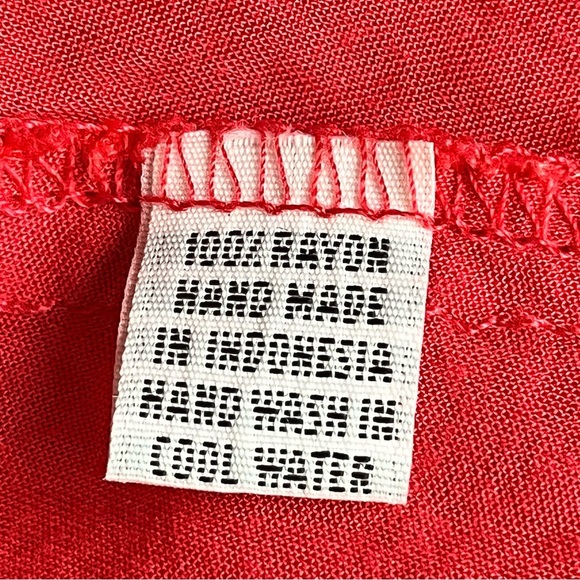 100% RAYON
HAND MADE
IN INDONESIA
HAND WASH IN
COOL WATER